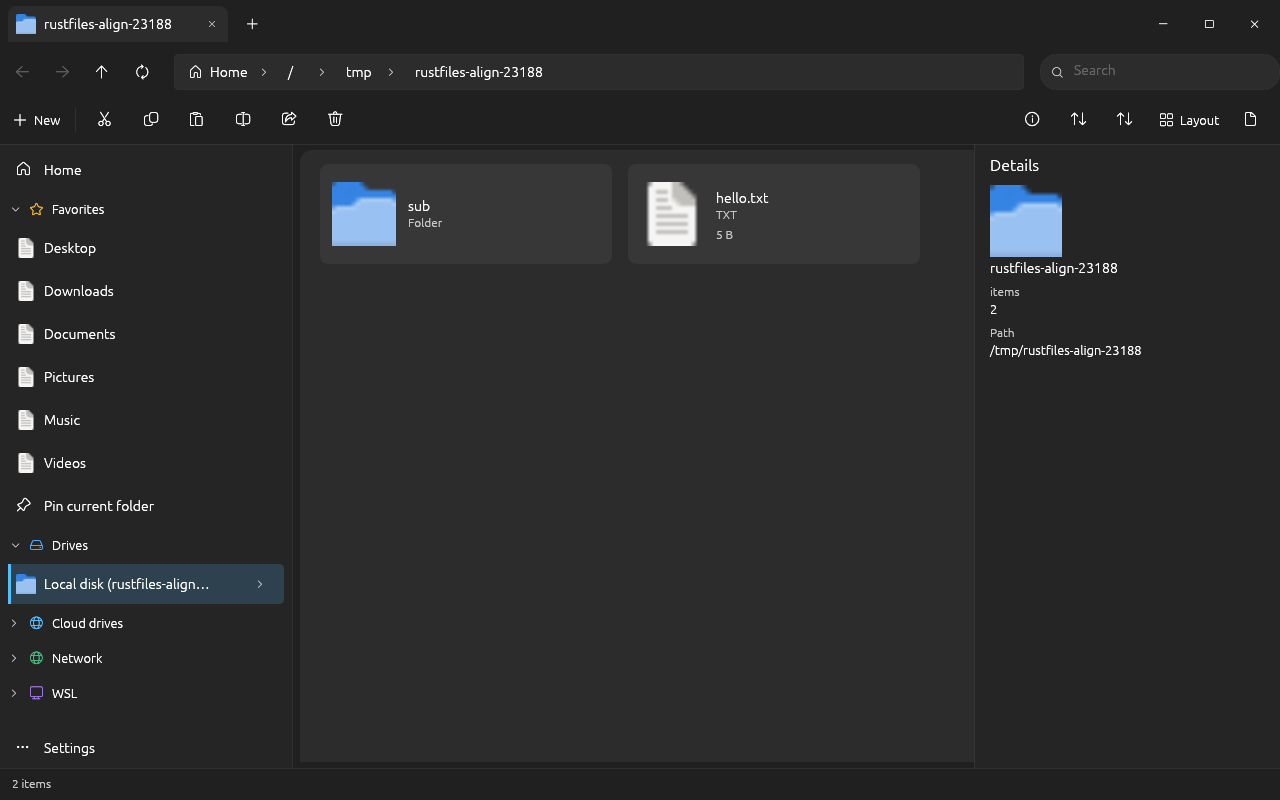 rustfiles-align-23188
Home
/
tmp
rustfiles-align-23188
Search
New
Layout
Home
Favorites
Desktop
Downloads
Documents
Pictures
Music
Videos
Pin current folder
Drives
Local disk (rustfiles-align…
Cloud drives
Network
WSL
Settings
sub
Folder
hello.txt
TXT
5 B
Details
rustfiles-align-23188
items
2
Path
/tmp/rustfiles-align-23188
2 items